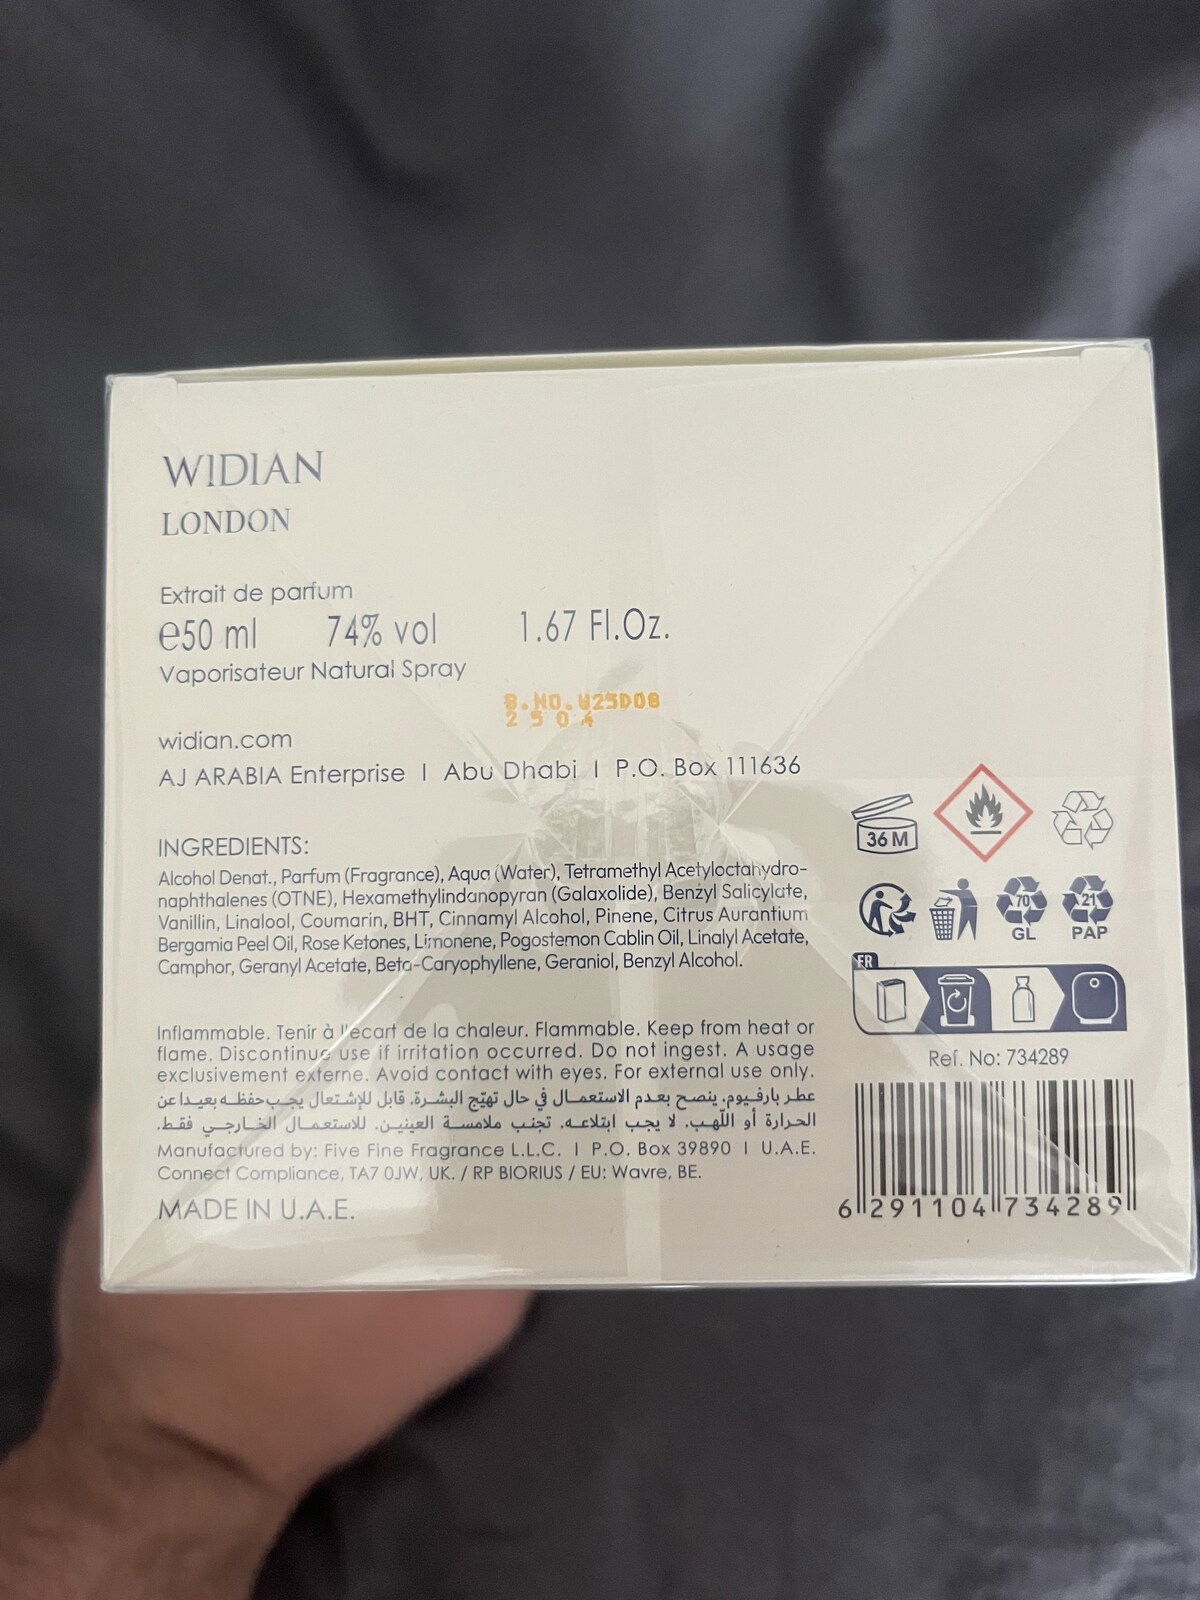 WIDIAN
LONDON
Extrait de parfum
℮50 ml 74% vol 1.67 Fl.Oz.
Vaporisateur Natural Spray
B.NO.U25D08
2504
widian.com
AJ ARABIA Enterprise I Abu Dhabi I P.O. Box 111636
INGREDIENTS:
Alcohol Denat., Parfum (Fragrance), Aqua (Water), Tetramethyl Acetyloctahydro-
naphthalenes (OTNE), Hexamethylindanopyran (Galaxolide), Benzyl Salicylate,
Vanillin, Linalool, Coumarin, BHT, Cinnamyl Alcohol, Pinene, Citrus Aurantium
Bergamia Peel Oil, Rose Ketones, Limonene, Pogostemon Cablin Oil, Linalyl Acetate,
Camphor, Geranyl Acetate, Beta-Caryophyllene, Geraniol, Benzyl Alcohol.
Inflammable. Tenir à l'ecart de la chaleur. Flammable. Keep from heat or
flame. Discontinue use if irritation occurred. Do not ingest. A usage
exclusivement externe. Avoid contact with eyes. For external use only.
عطر بارفيوم. ينصح بعدم الاستعمال في حال تهيّج البشرة. قابل للإشتعال يجب حفظه بعيدا عن
الحرارة أو اللّهب. لا يجب ابتلاعه. تجنب ملامسة العينين. للاستعمال الخارجي فقط.
Manufactured by: Five Fine Fragrance L.L.C. I P.O. Box 39890 I U.A.E.
Connect Compliance, TA7 0JW, UK. / RP BIORIUS / EU: Wavre, BE.
MADE IN U.A.E.
36 M
70
GL
21
PAP
FR
Ref. No: 734289
6 291104 734289